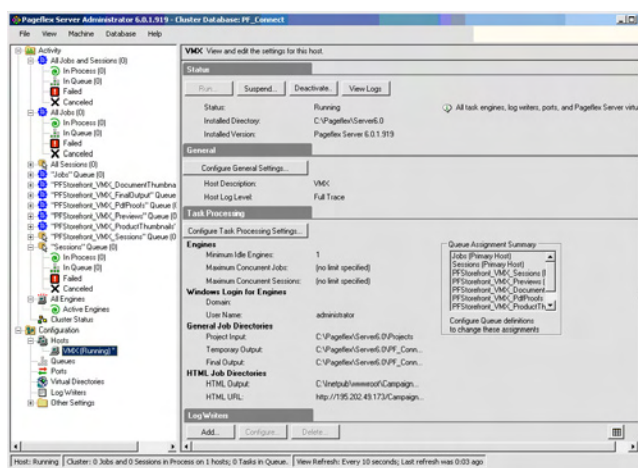 Pageflex Server Administrator 6.0.1.919 - Cluster Database: PF_Connect
File View Machine Database Help
Activity
All Jobs and Sessions (0)
In Process (0)
In Queue (0)
Failed
Canceled
All Jobs (0)
In Process (0)
In Queue (0)
Failed
Canceled
All Sessions (0)
"Jobs" Queue (0)
"PFStorefront_VMX_DocumentThumbna
"PFStorefront_VMX_FinalOutput" Queue
"PFStorefront_VMX_PdfProofs" Queue (
"PFStorefront_VMX_Previews" Queue (0
"PFStorefront_VMX_ProductThumbnails"
"PFStorefront_VMX_Sessions" Queue (
"Sessions" Queue (0)
In Process (0)
In Queue (0)
Failed
Canceled
All Engines
Active Engines
Cluster Status
Configuration
Hosts
VMX (Running) *
Queues
Ports
Virtual Directories
Log Writers
Other Settings
VMX View and edit the settings for this host.
Status
Run... Suspend... Deactivate.. View Logs
Status: Running
All task engines, log writers, ports, and Pageflex Server virtu
Installed Directory: C:\Pageflex\Server6.0
Installed Version: Pageflex Server 6.0.1.919
General
Configure General Settings...
Host Description: VMX
Host Log Level: Full Trace
Task Processing
Configure Task Processing Settings...
Engines
Minimum Idle Engines: 1
Maximum Concurrent Jobs: (no limit specified)
Maximum Concurrent Sessions: (no limit specified)
Windows Login for Engines
Domain:
User Name: administrator
General Job Directories
Project Input: C:\Pageflex\Server6.0\Projects
Temporary Output: C:\Pageflex\Server6.0\PF_Conn...
Final Output: C:\Pageflex\Server6.0\PF_Conn...
HTML Job Directories
HTML Output: C:\Inetpub\wwwroot\Campaign...
HTML URL: http://195.202.49.173/Campaign...
Queue Assignment Summary
Jobs (Primary Host)
Sessions (Primary Host)
PFStorefront_VMX_Sessions (
PFStorefront_VMX_Previews (
PFStorefront_VMX_Document
PFStorefront_VMX_PdfProofs
PFStorefront_VMX_ProductTh
Configure Queue definitions
to change these assignments
Log Writers
Add... Configure... Delete...
Host: Running Cluster: 0 Jobs and 0 Sessions in Process on 1 hosts; 0 Tasks in Queue. View Refresh: Every 10 seconds; Last refresh was 0:03 ago